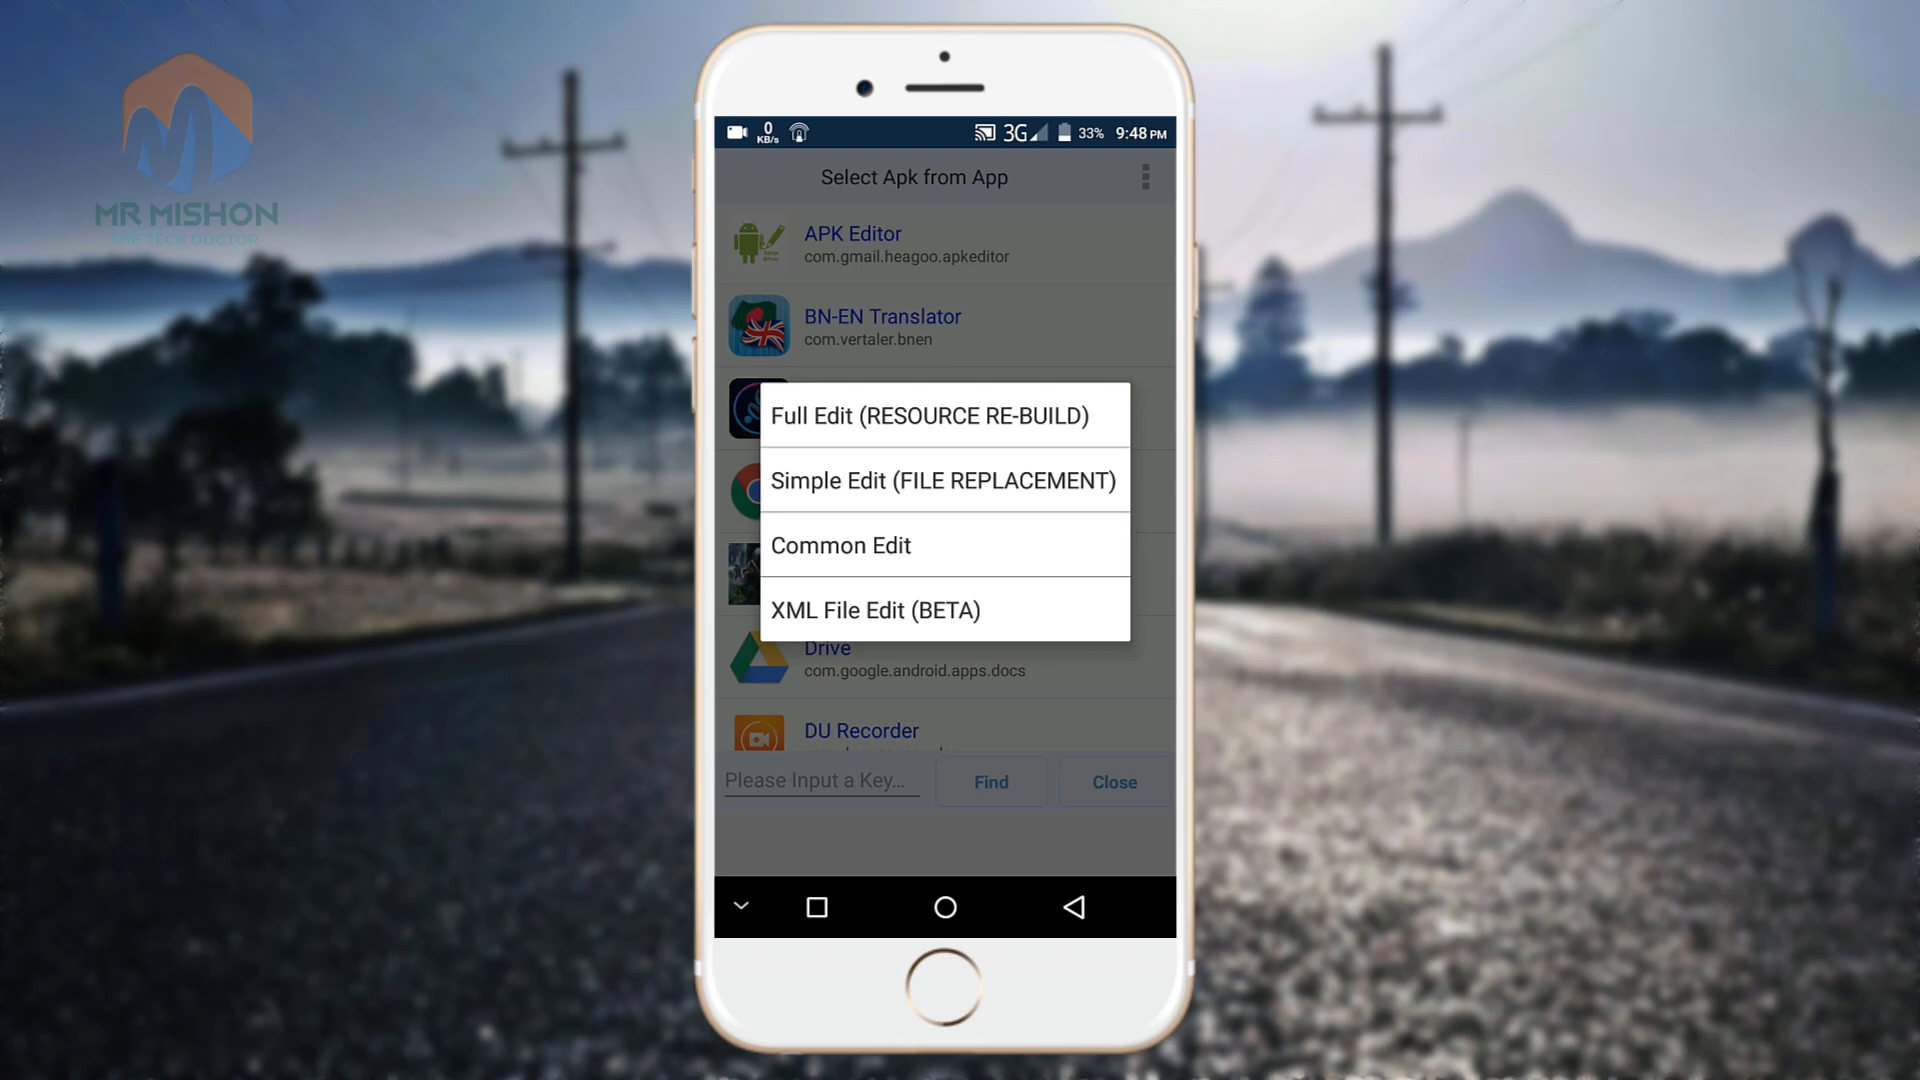 MR MISHON
THE TECH DOCTOR
0
KB/s
3G
33%
9:48 PM
Select Apk from App
APK Editor
com.gmail.heagoo.apkeditor
BN-EN Translator
com.vertaler.bnen
Full Edit (RESOURCE RE-BUILD)
Simple Edit (FILE REPLACEMENT)
Common Edit
XML File Edit (BETA)
Drive
com.google.android.apps.docs
DU Recorder
Please Input a Key...
Find
Close